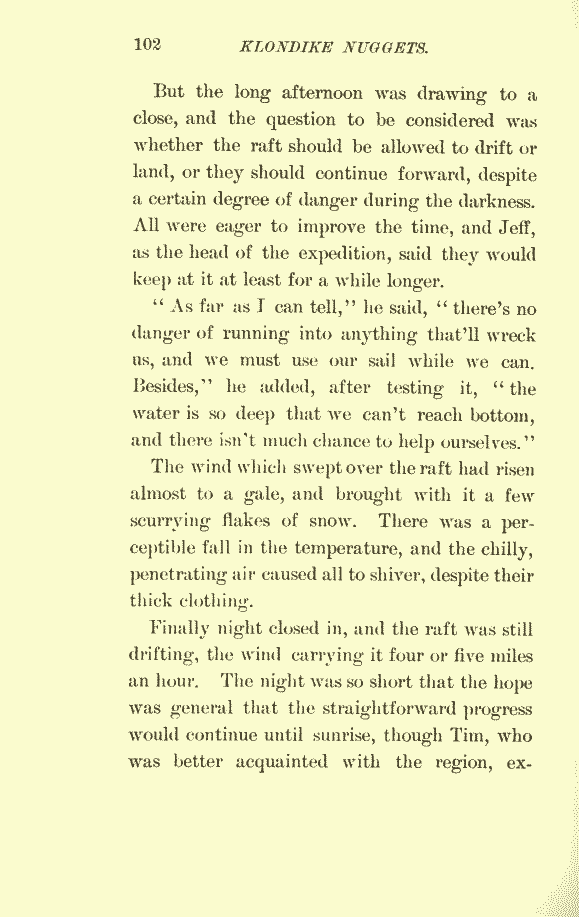 102 KLONDIKE NUGGETS.
But the long afternoon was drawing to a
close, and the question to be considered was
whether the raft should be allowed to drift or
land, or they should continue forward, despite
a certain degree of danger during the darkness.
All were eager to improve the time, and Jeff,
as the head of the expedition, said they would
keep at it at least for a while longer.
“ As far as I can tell,” he said, “ there’s no
danger of running into anything that’ll wreck
us, and we must use our sail while we can.
Besides,” he added, after testing it, “ the
water is so deep that we can’t reach bottom,
and there isn’t much chance to help ourselves.”
The wind which swept over the raft had risen
almost to a gale, and brought with it a few
scurrying flakes of snow. There was a per-
ceptible fall in the temperature, and the chilly,
penetrating air caused all to shiver, despite their
thick clothing.
Finally night closed in, and the raft was still
drifting, the wind carrying it four or five miles
an hour. The night was so short that the hope
was general that the straightforward progress
would continue until sunrise, though Tim, who
was better acquainted with the region, ex-